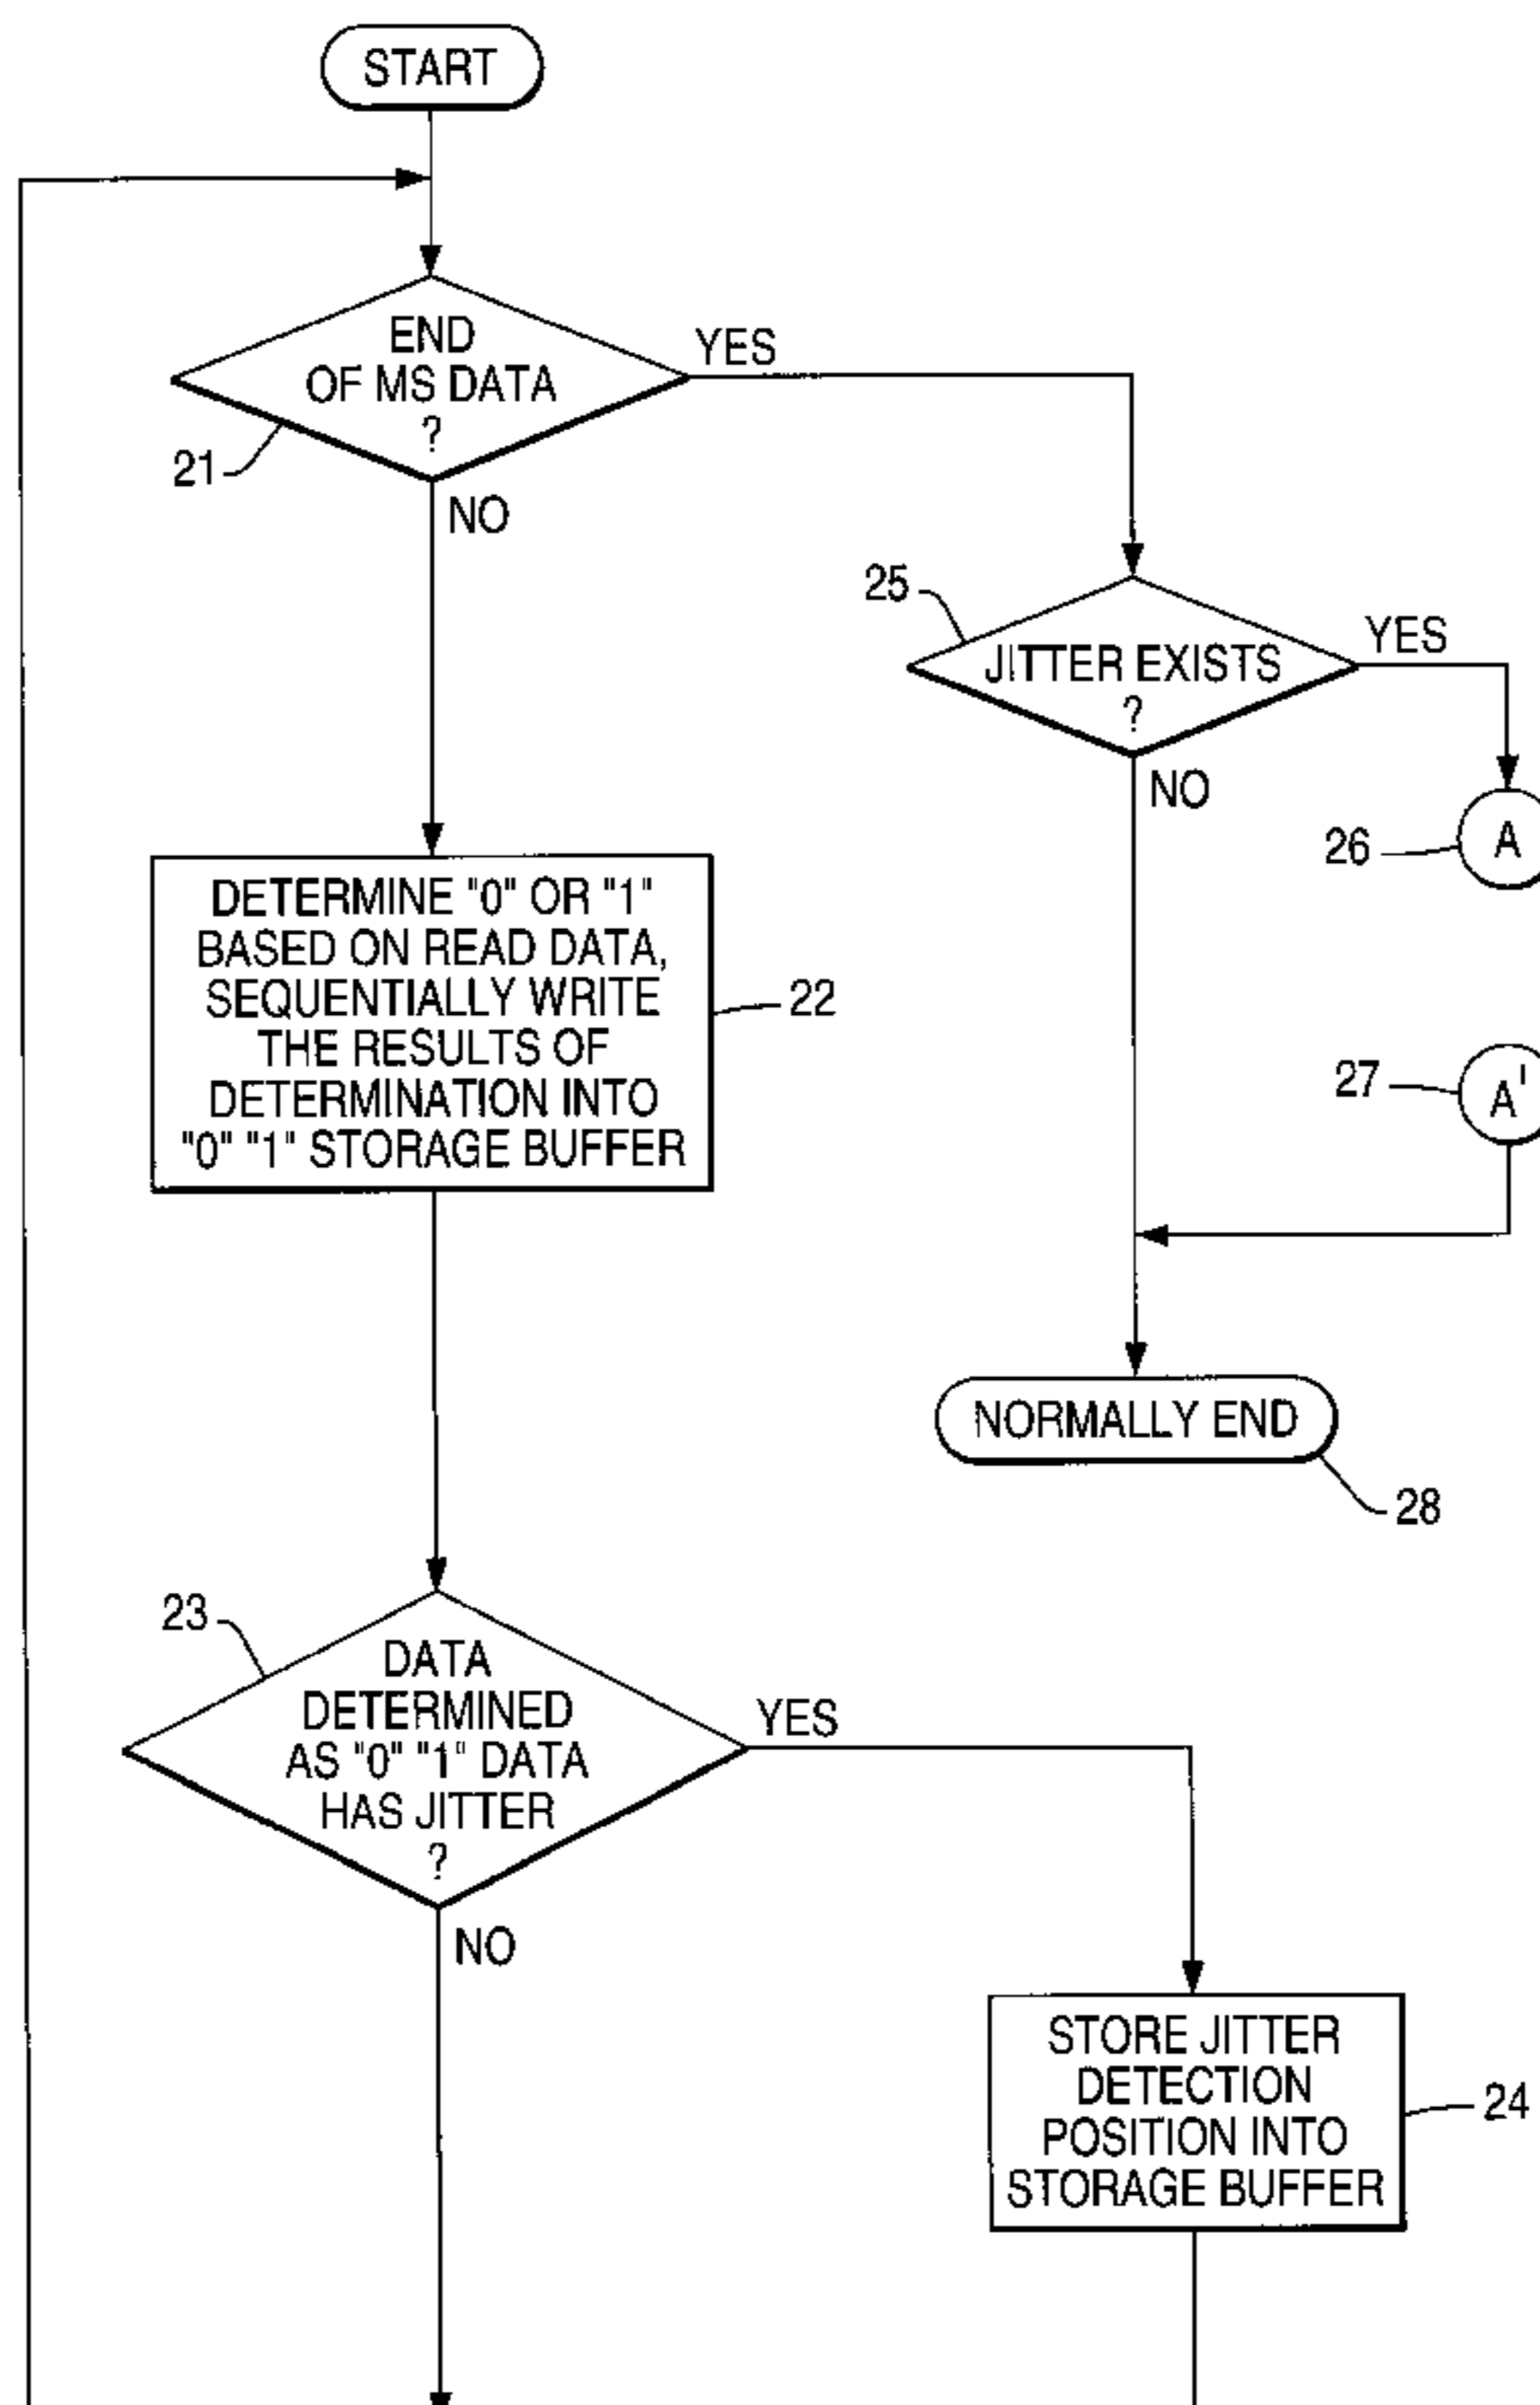 START
END
OF MS DATA
?
YES
21
NO
25
JITTER EXISTS
?
YES
NO
26
A
DETERMINE "0" OR "1"
BASED ON READ DATA,
SEQUENTIALLY WRITE
THE RESULTS OF
DETERMINATION INTO
"0" "1" STORAGE BUFFER
22
27
A'
NORMALLY END
28
23
DATA
DETERMINED
AS "0" "1" DATA
HAS JITTER
?
YES
NO
STORE JITTER
DETECTION
POSITION INTO
STORAGE BUFFER
24